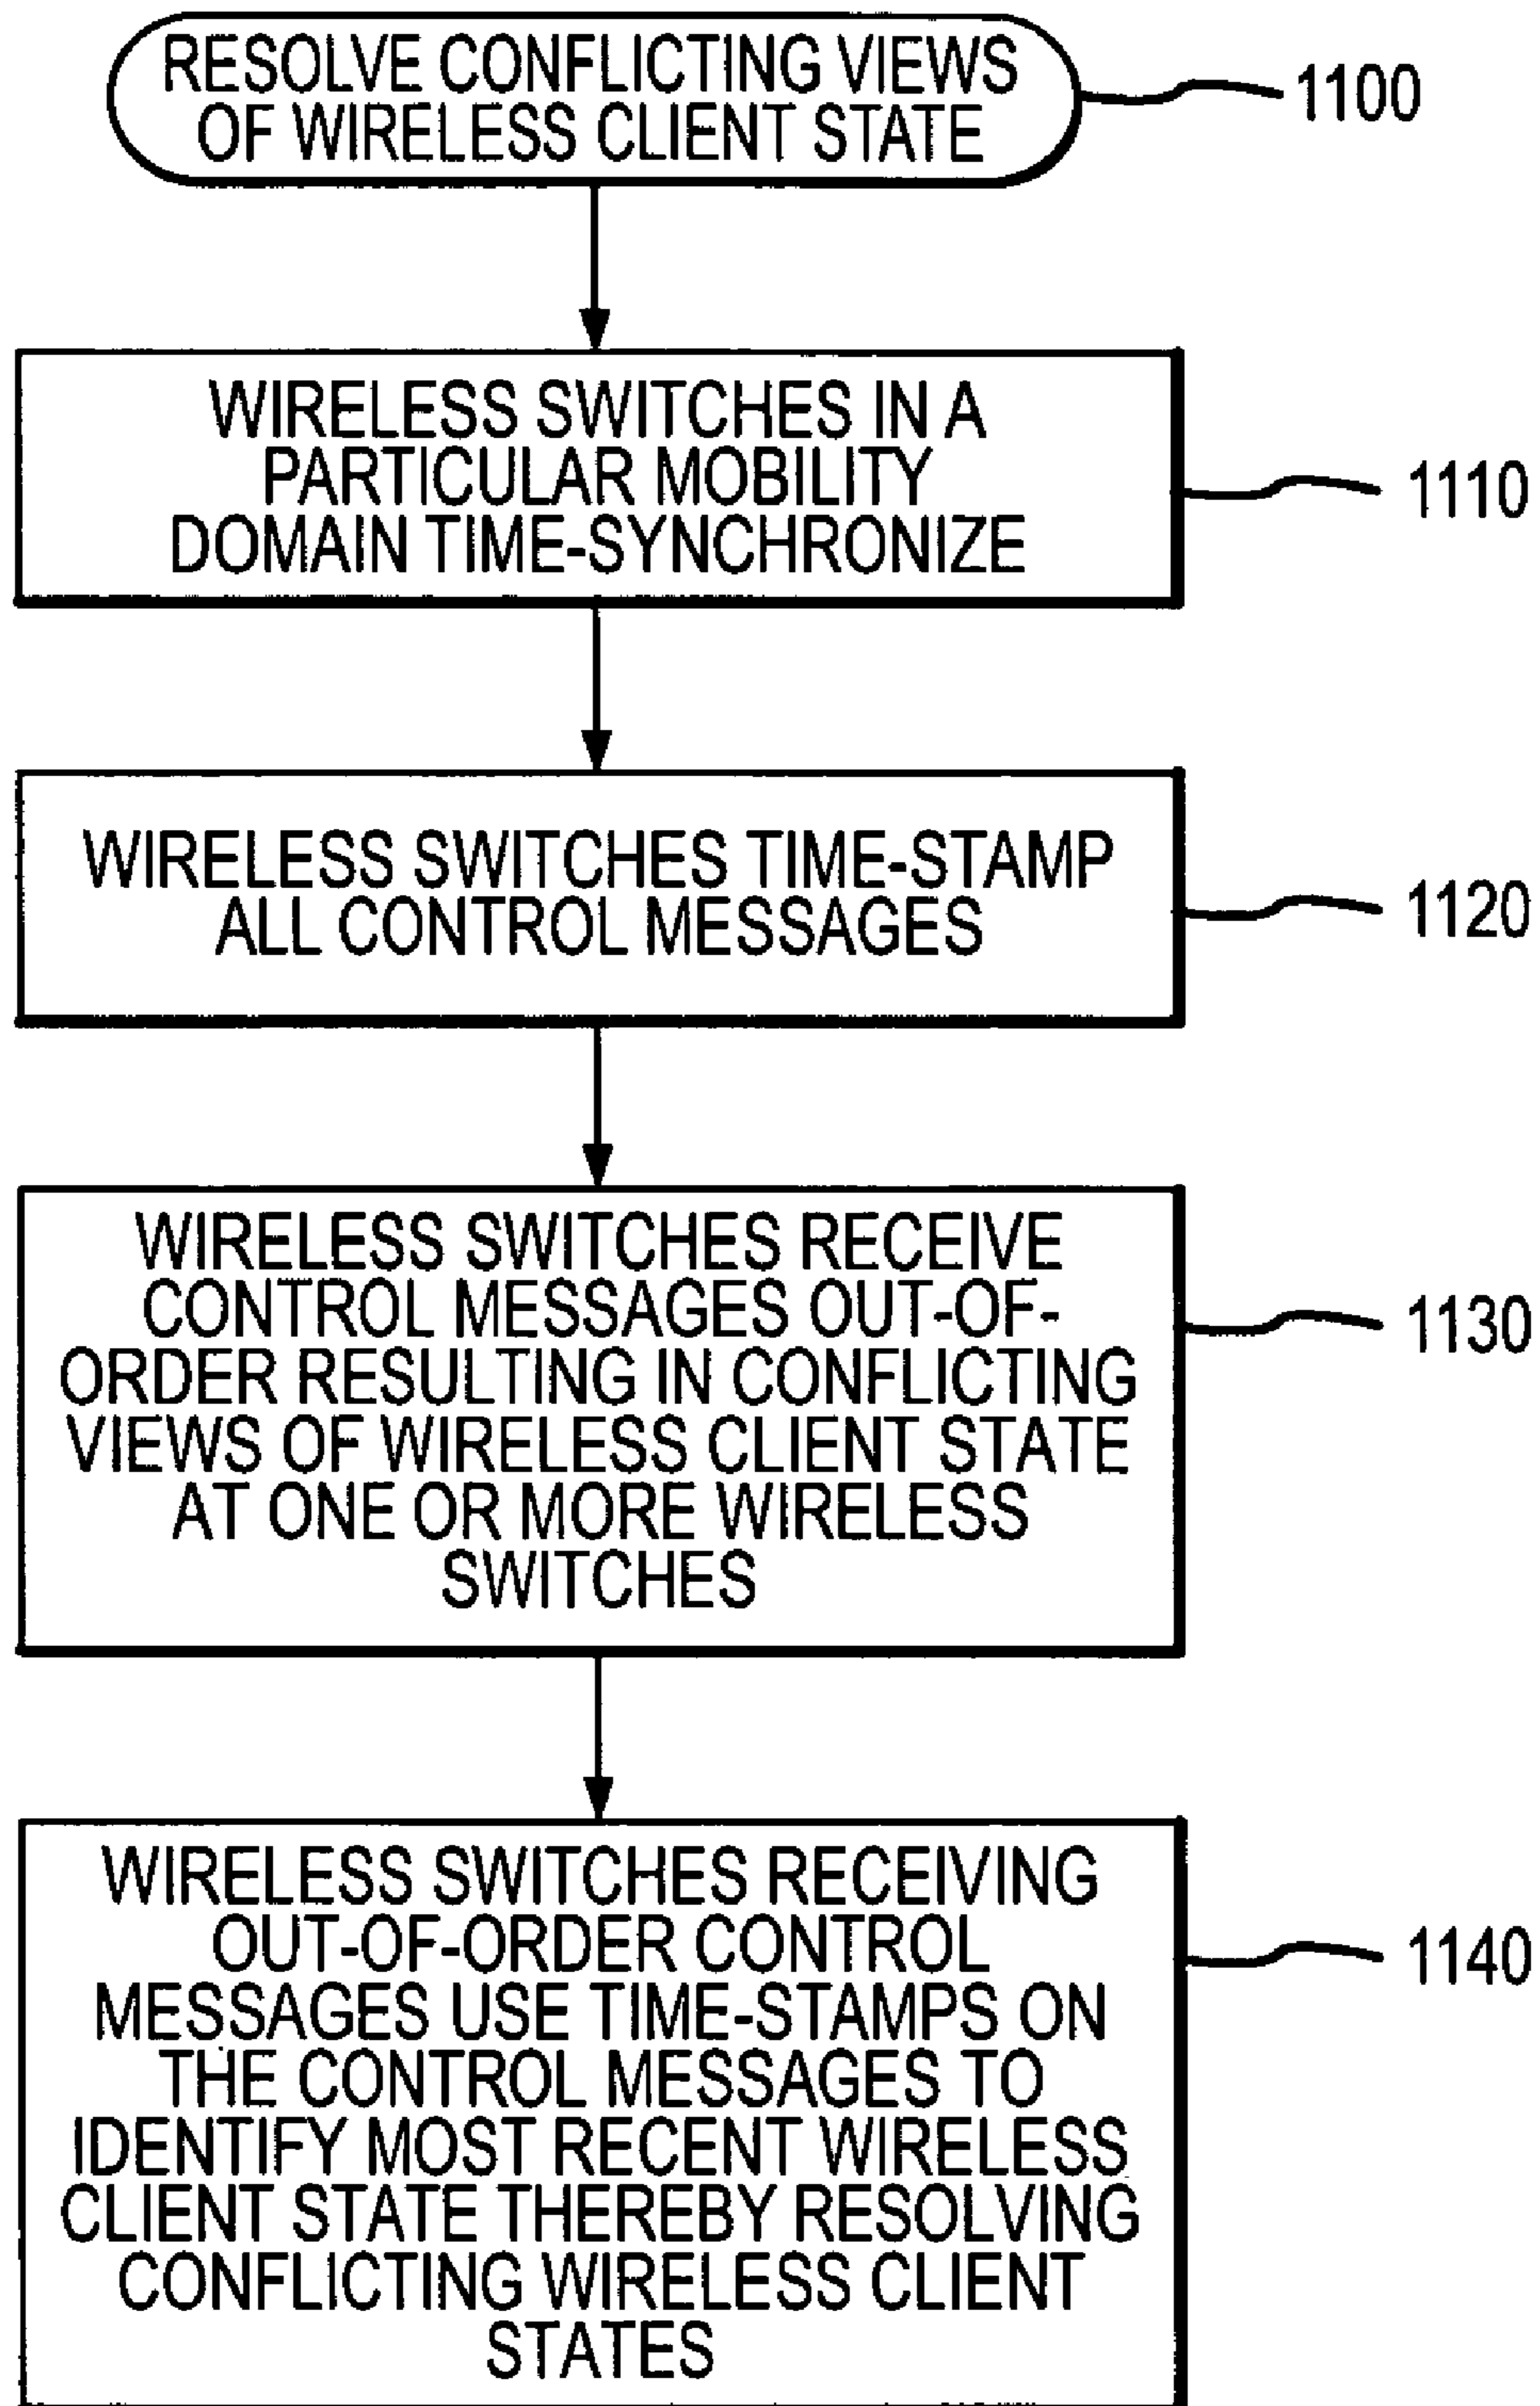 RESOLVE CONFLICTING VIEWS
OF WIRELESS CLIENT STATE
1100
WIRELESS SWITCHES IN A
PARTICULAR MOBILITY
DOMAIN TIME-SYNCHRONIZE
1110
WIRELESS SWITCHES TIME-STAMP
ALL CONTROL MESSAGES
1120
WIRELESS SWITCHES RECEIVE
CONTROL MESSAGES OUT-OF-
ORDER RESULTING IN CONFLICTING
VIEWS OF WIRELESS CLIENT STATE
AT ONE OR MORE WIRELESS
SWITCHES
1130
WIRELESS SWITCHES RECEIVING
OUT-OF-ORDER CONTROL
MESSAGES USE TIME-STAMPS ON
THE CONTROL MESSAGES TO
IDENTIFY MOST RECENT WIRELESS
CLIENT STATE THEREBY RESOLVING
CONFLICTING WIRELESS CLIENT
STATES
1140